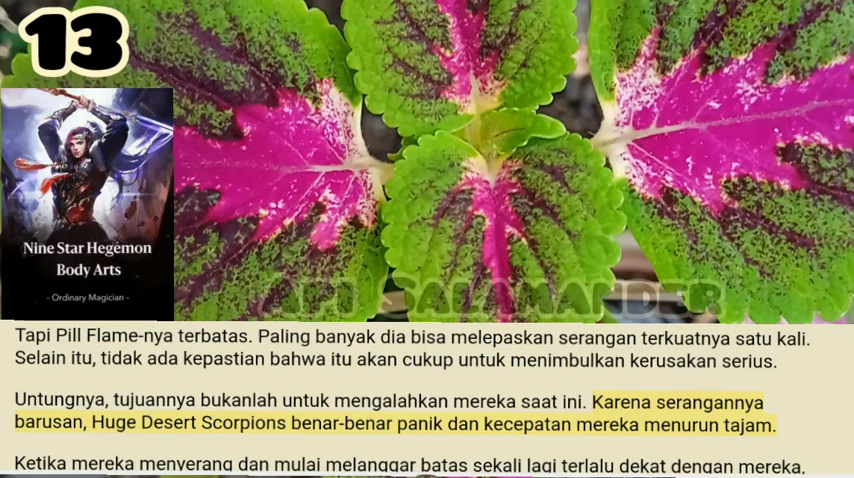 13
Nine Star Hegemon
Body Arts
- Ordinary Magician -
API SALAMANDER
Tapi Pill Flame-nya terbatas. Paling banyak dia bisa melepaskan serangan terkuatnya satu kali.
Selain itu, tidak ada kepastian bahwa itu akan cukup untuk menimbulkan kerusakan serius.
Untungnya, tujuannya bukanlah untuk mengalahkan mereka saat ini. Karena serangannya
barusan, Huge Desert Scorpions benar-benar panik dan kecepatan mereka menurun tajam.
Ketika mereka menyerang dan mulai melanggar batas sekali lagi terlalu dekat dengan mereka,